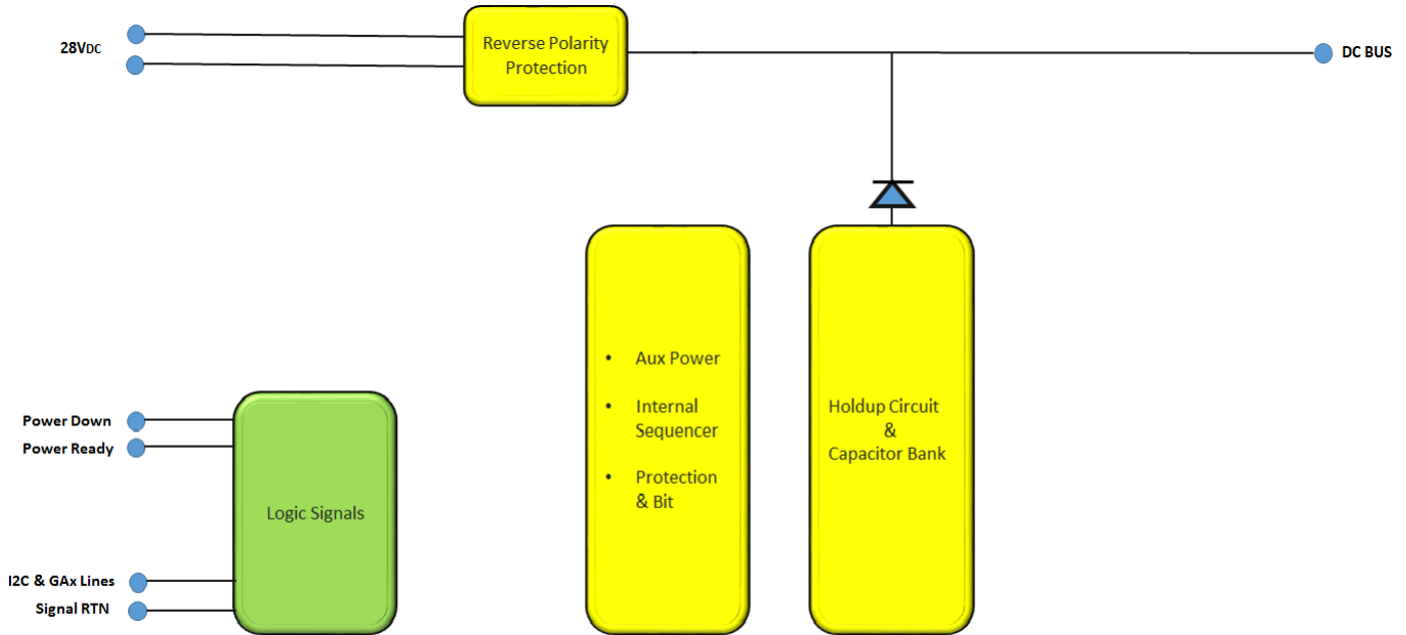 28VDC
Reverse Polarity
Protection
DC BUS
• Aux Power
• Internal
Sequencer
• Protection
& Bit
Holdup Circuit
&
Capacitor Bank
Power Down
Power Ready
Logic Signals
I2C & GAx Lines
Signal RTN